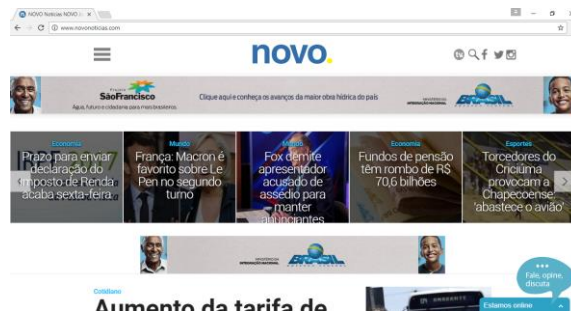 NOVO Notícias NOVO
www.novonoticias.com
novo.
Projeto
SãoFrancisco
Água, futuro e cidadania para mais brasileiros.
Clique aqui e conheça os avanços da maior obra hídrica do país
MINISTÉRIO DA
INTEGRAÇÃO NACIONAL
BRASIL
Economia
Prazo para enviar
declaração do
Imposto de Renda
acaba sexta-feira
Mundo
França: Macron é
favorito sobre Le
Pen no segundo
turno
Mundo
Fox demite
apresentador
acusado de
assédio para
manter
anunciantes
Economia
Fundos de pensão
têm rombo de R$
70,6 bilhões
Esportes
Torcedores do
Criciúma
provocam a
Chapecoense:
'abastece o avião'
MINISTÉRIO DA
INTEGRAÇÃO NACIONAL
BRASIL
Cotidiano
Aumento da tarifa de
Fale, opine,
discuta
Estamos online